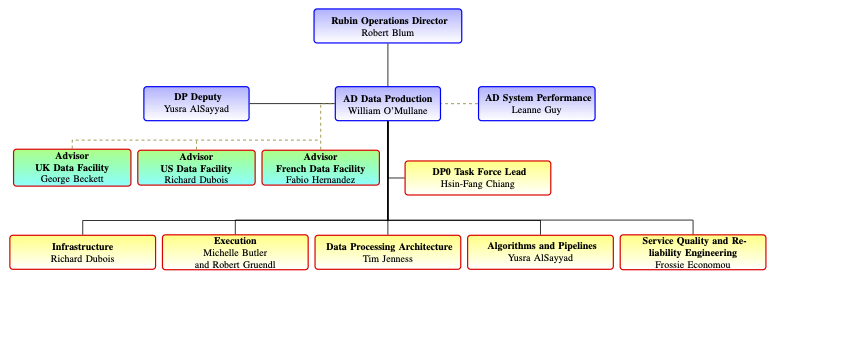 Rubin Operations Director
Robert Blum
DP Deputy
Yusra AlSayyad
AD Data Production
William O'Mullane
AD System Performance
Leanne Guy
Advisor
UK Data Facility
George Beckett
Advisor
US Data Facility
Richard Dubois
Advisor
French Data Facility
Fabio Hernandez
DP0 Task Force Lead
Hsin-Fang Chiang
Infrastructure
Richard Dubois
Execution
Michelle Butler
and Robert Gruendl
Data Processing Architecture
Tim Jenness
Algorithms and Pipelines
Yusra AlSayyad
Service Quality and Re-
liability Engineering
Frossie Economou